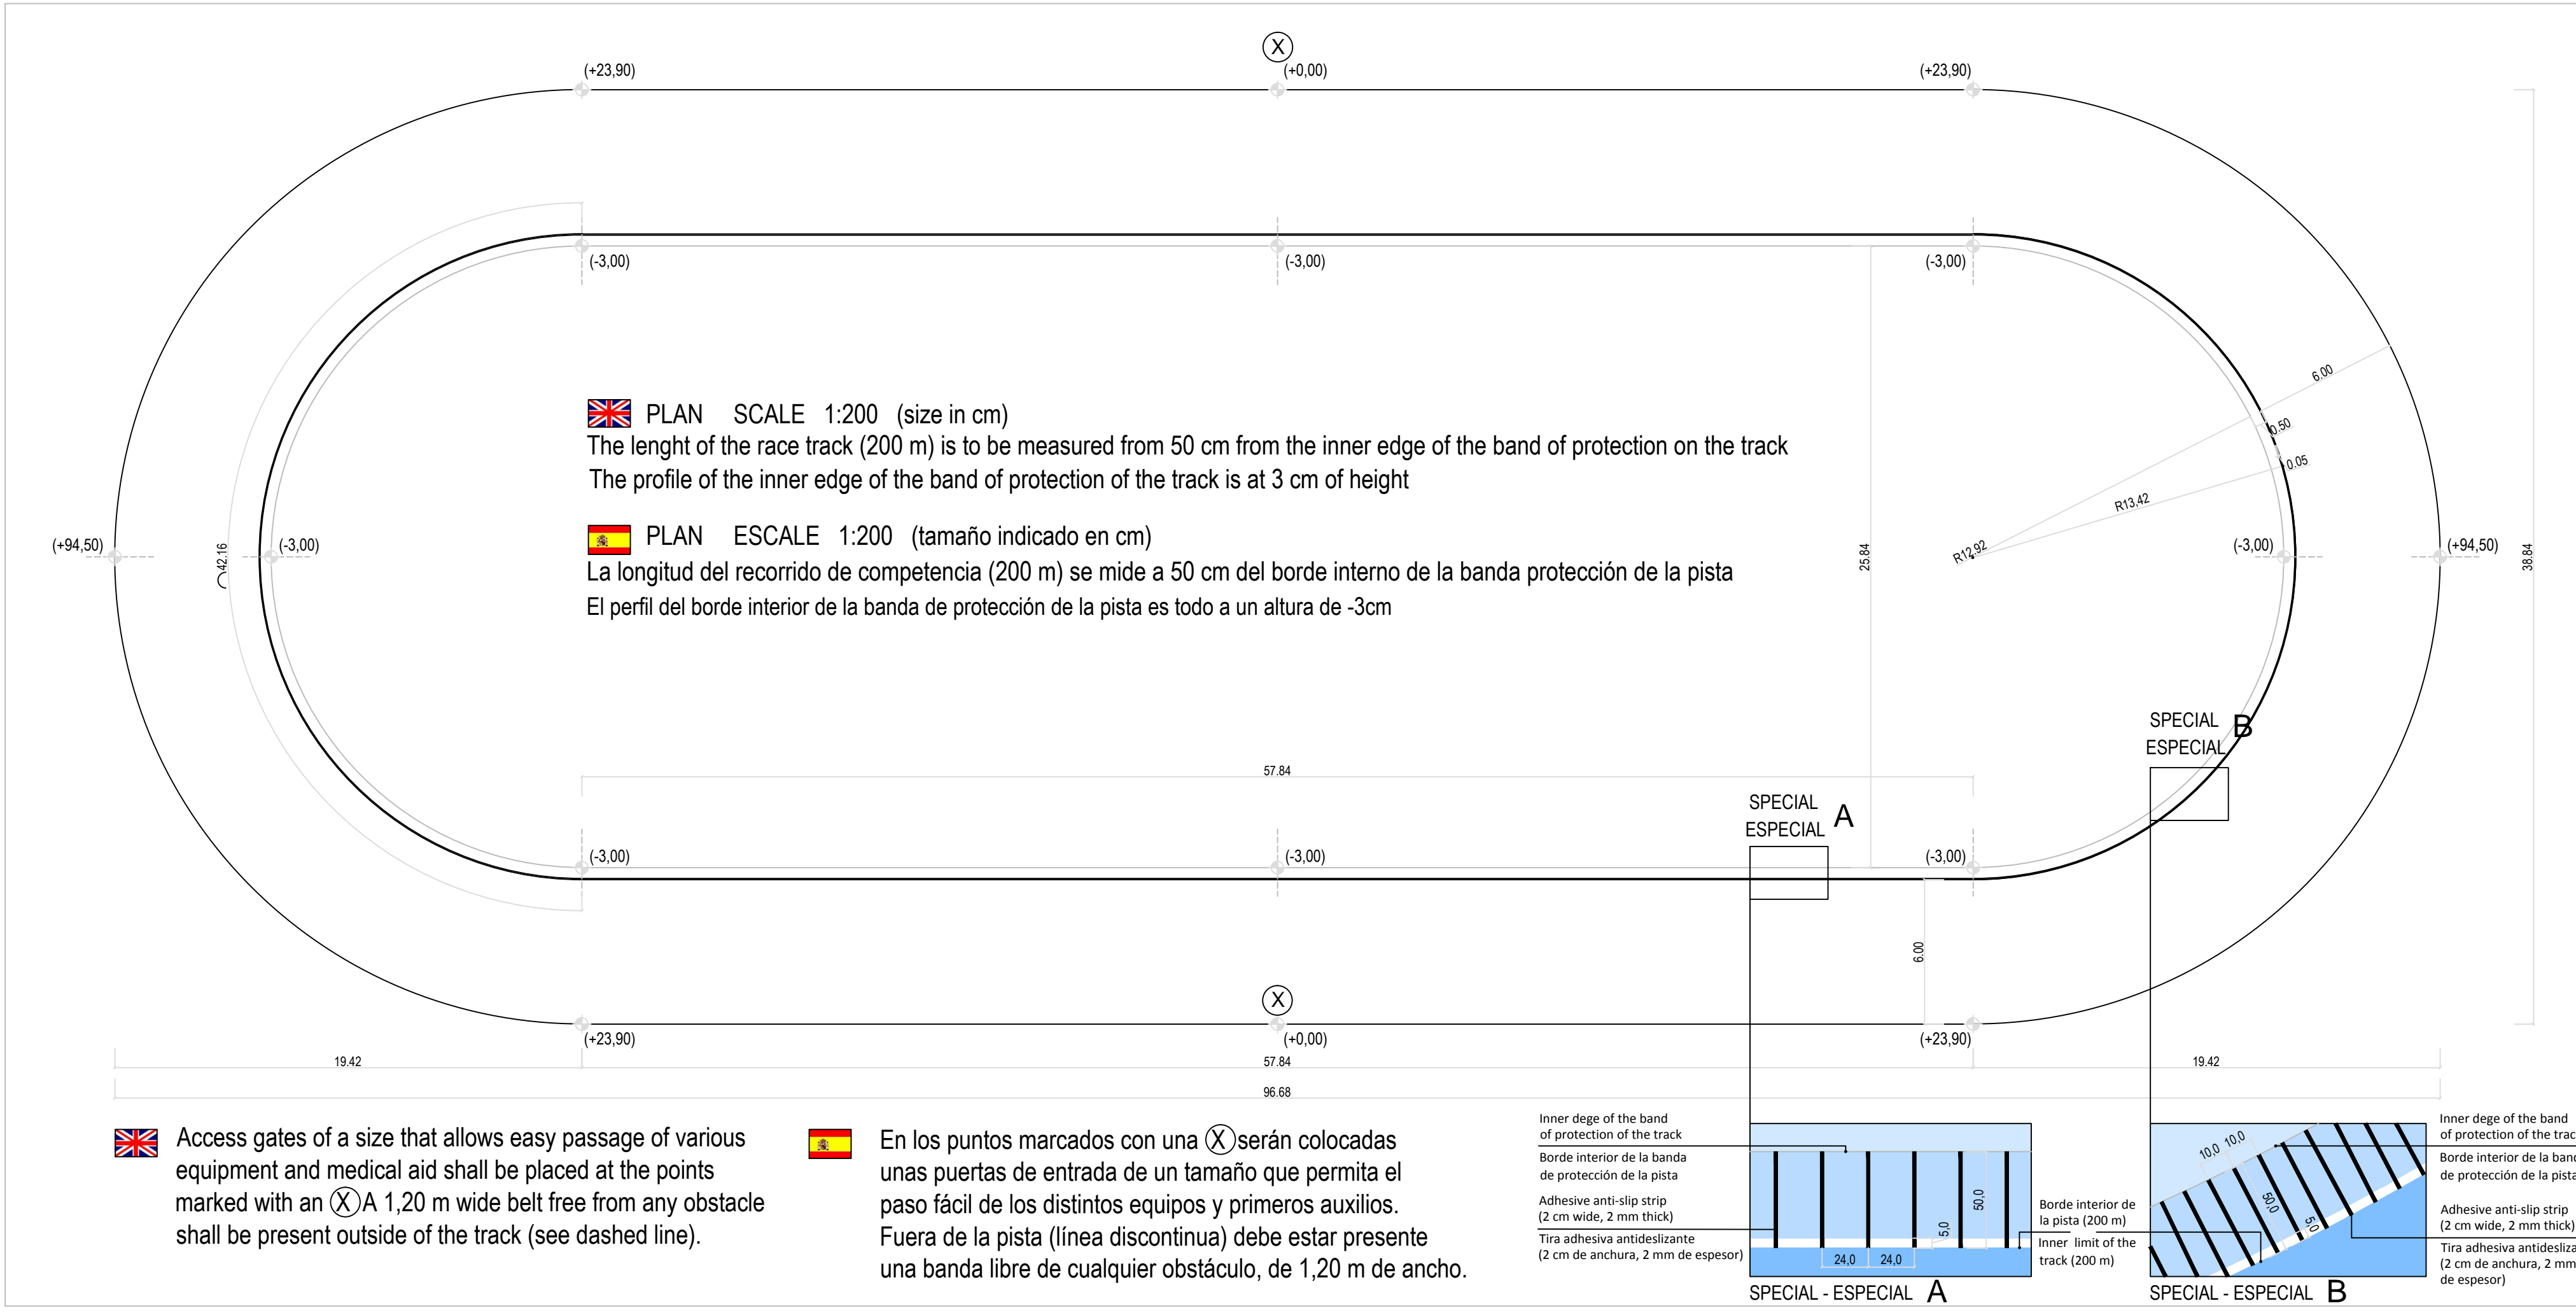 X
(+23,90)
(+0,00)
(+23,90)
(-3,00)
(-3,00)
(-3,00)
6.00
0.50
0.05
R13,42
R12,92
25.84
38.84
(+94,50)
42.16
(-3,00)
(-3,00)
(+94,50)
PLAN SCALE 1:200 (size in cm)
The lenght of the race track (200 m) is to be measured from 50 cm from the inner edge of the band of protection on the track
The profile of the inner edge of the band of protection of the track is at 3 cm of height
PLAN ESCALE 1:200 (tamaño indicado en cm)
La longitud del recorrido de competencia (200 m) se mide a 50 cm del borde interno de la banda protección de la pista
El perfil del borde interior de la banda de protección de la pista es todo a un altura de -3cm
SPECIAL
ESPECIAL B
57.84
SPECIAL
ESPECIAL A
(-3,00)
(-3,00)
(-3,00)
6.00
X
(+23,90)
(+0,00)
(+23,90)
19.42
57.84
19.42
96.68
Access gates of a size that allows easy passage of various
equipment and medical aid shall be placed at the points
marked with an X A 1,20 m wide belt free from any obstacle
shall be present outside of the track (see dashed line).
En los puntos marcados con una X serán colocadas
unas puertas de entrada de un tamaño que permita el
paso fácil de los distintos equipos y primeros auxilios.
Fuera de la pista (línea discontinua) debe estar presente
una banda libre de cualquier obstáculo, de 1,20 m de ancho.
Inner dege of the band
of protection of the track
Borde interior de la banda
de protección de la pista
Adhesive anti-slip strip
(2 cm wide, 2 mm thick)
Tira adhesiva antideslizante
(2 cm de anchura, 2 mm de espesor)
24,0
24,0
5,0
50,0
SPECIAL - ESPECIAL A
Borde interior de
la pista (200 m)
Inner limit of the
track (200 m)
10,0
10,0
50,0
5,0
SPECIAL - ESPECIAL B
Inner dege of the band
of protection of the trac
Borde interior de la band
de protección de la pista
Adhesive anti-slip strip
(2 cm wide, 2 mm thick)
Tira adhesiva antidesliza
(2 cm de anchura, 2 mm
de espesor)